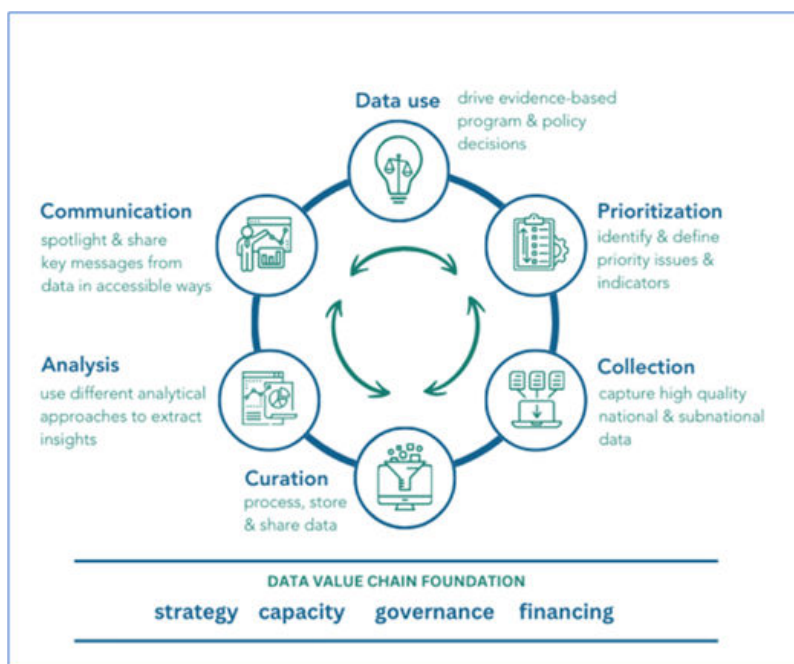 Data use
drive evidence-based
program & policy
decisions
Prioritization
identify & define
priority issues &
indicators
Collection
capture high quality
national & subnational
data
Curation
process, store
& share data
Analysis
use different analytical
approaches to extract
insights
Communication
spotlight & share
key messages from
data in accessible ways
DATA VALUE CHAIN FOUNDATION
strategy capacity governance financing